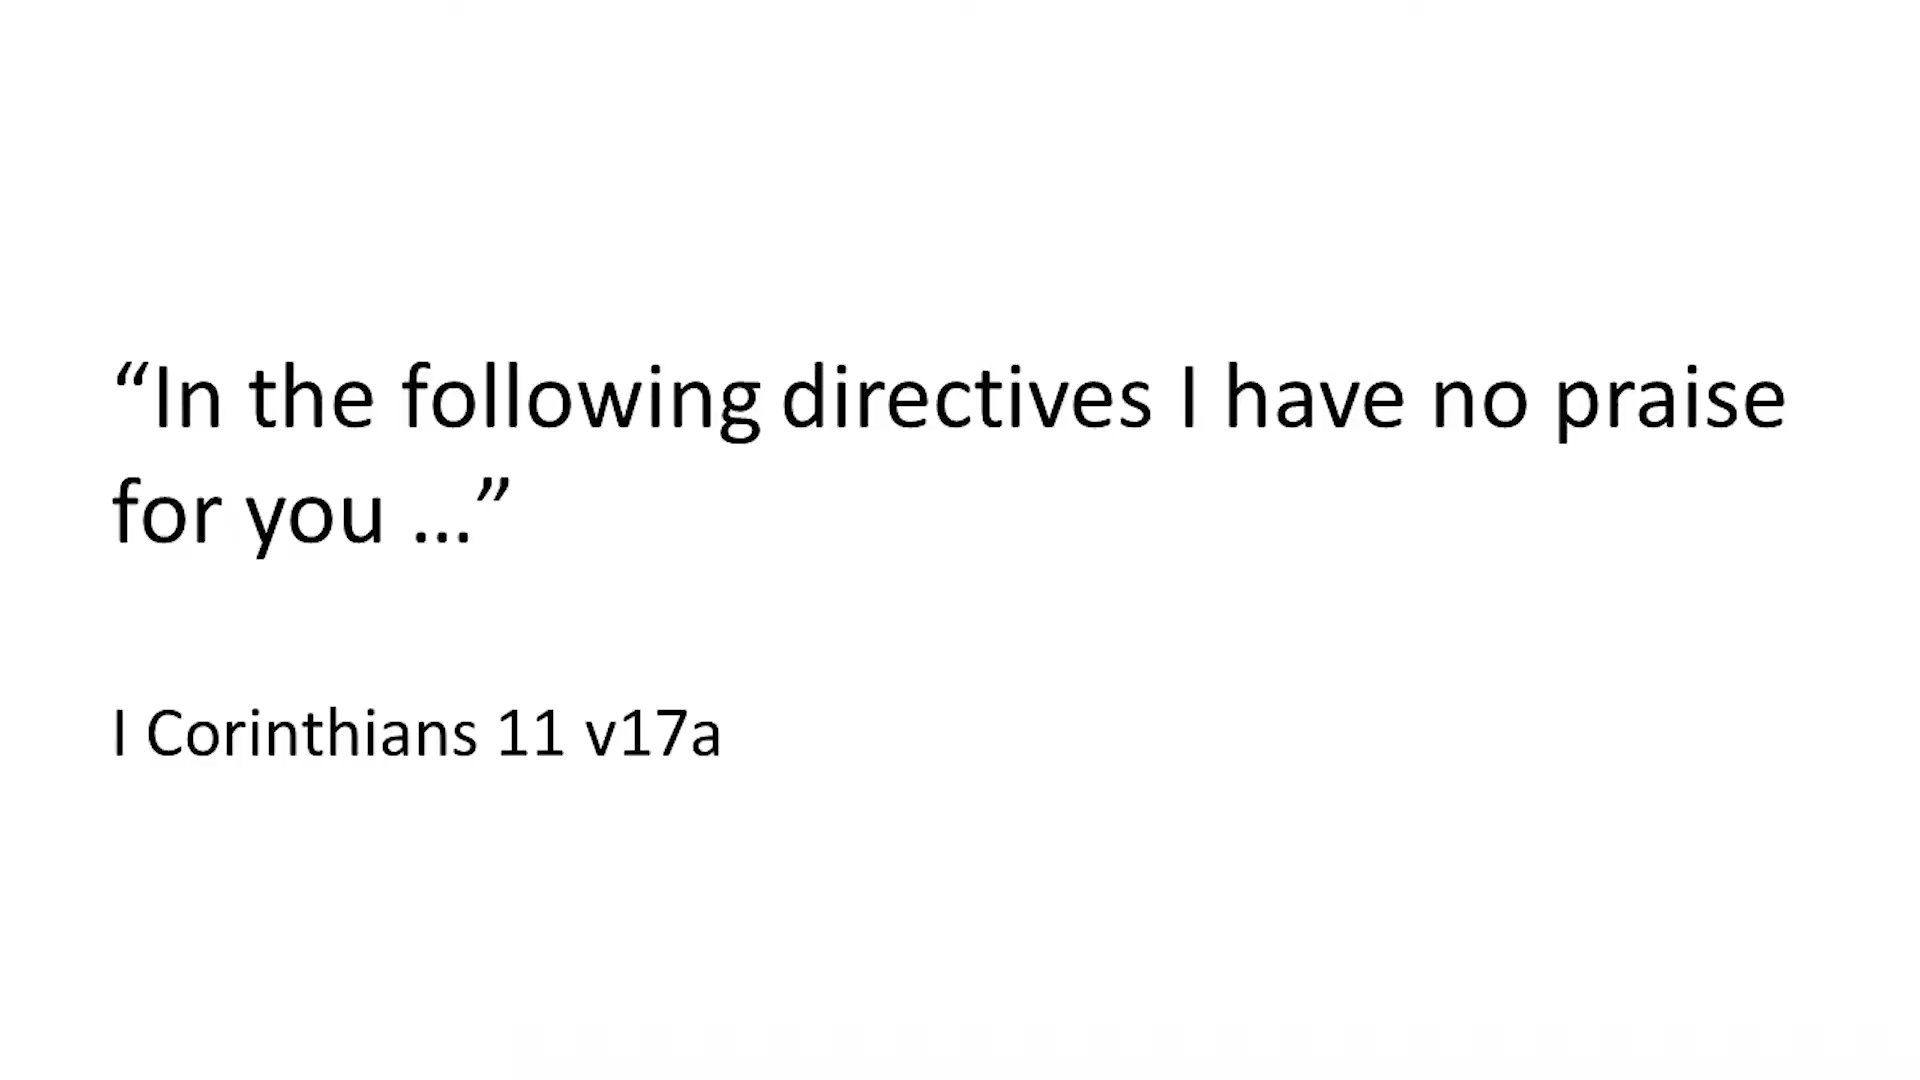 “In the following directives I have no praise
for you ...”
I Corinthians 11 v17a